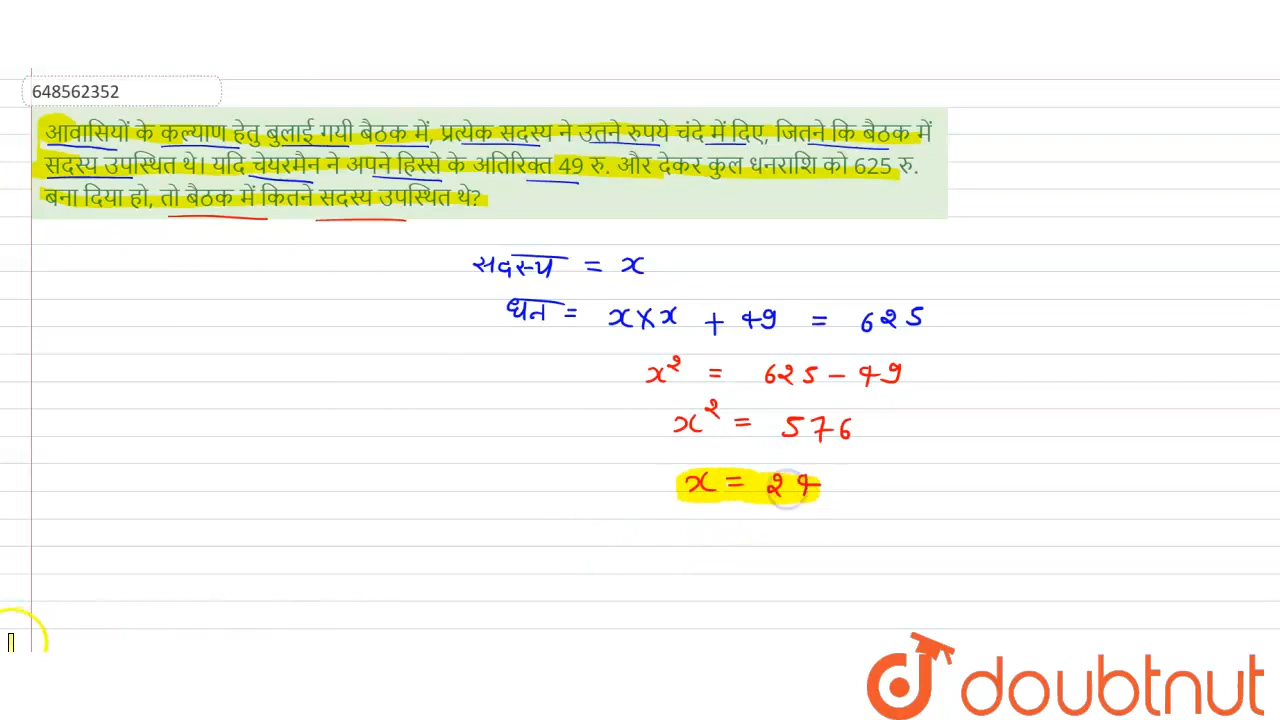 648562352
आवासियों के कल्याण हेतु बुलाई गयी बैठक में, प्रत्येक सदस्य ने उतने रुपये चंदे में दिए, जितने कि बैठक में
सदस्य उपस्थित थे। यदि चेयरमैन ने अपने हिस्से के अतिरिक्त 49 रु. और देकर कुल धनराशि को 625 रु.
बना दिया हो, तो बैठक में कितने सदस्य उपस्थित थे?
सदस्य = x
धन = x×x + 49 = 625
x² = 625 - 49
x² = 576
x = 24
doubtnut